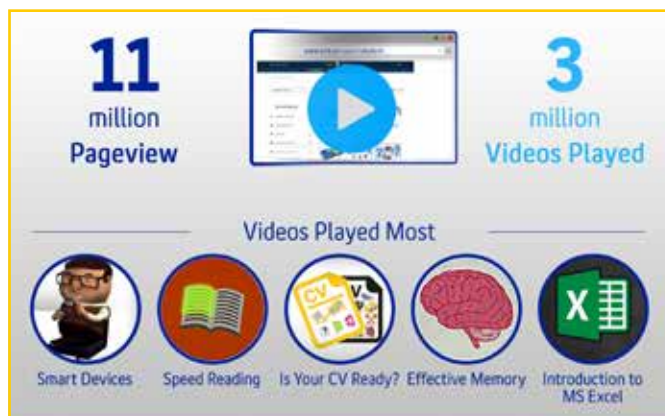 11
million
Pageview
3
million
Videos Played
Videos Played Most
CV
Smart Devices
Speed Reading
Is Your CV Ready?
Effective Memory
Introduction to
MS Excel
X